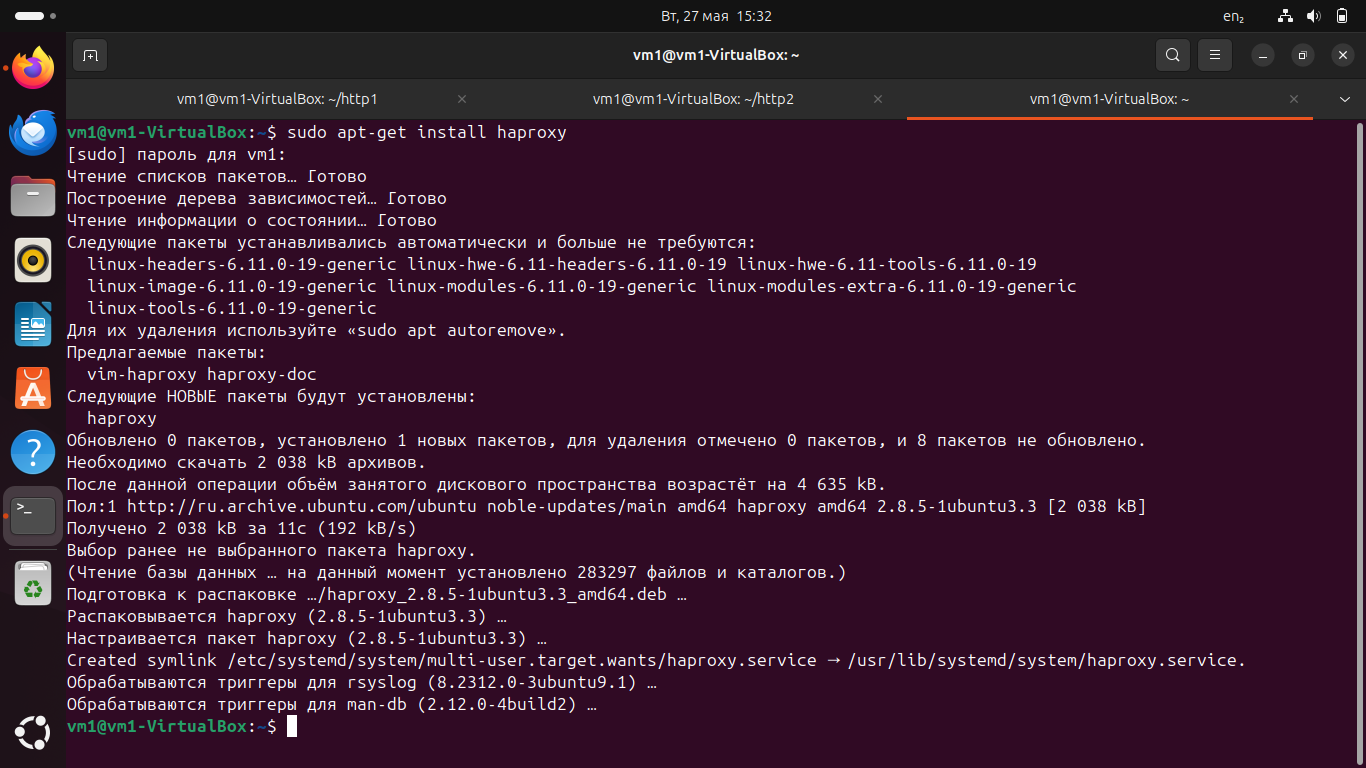 Вт, 27 мая 15:32
en₂
vm1@vm1-VirtualBox: ~
vm1@vm1-VirtualBox: ~/http1
vm1@vm1-VirtualBox: ~/http2
vm1@vm1-VirtualBox: ~
vm1@vm1-VirtualBox:~$ sudo apt-get install haproxy
[sudo] пароль для vm1:
Чтение списков пакетов… Готово
Построение дерева зависимостей… Готово
Чтение информации о состоянии… Готово
Следующие пакеты устанавливались автоматически и больше не требуются:
  linux-headers-6.11.0-19-generic linux-hwe-6.11-headers-6.11.0-19 linux-hwe-6.11-tools-6.11.0-19
  linux-image-6.11.0-19-generic linux-modules-6.11.0-19-generic linux-modules-extra-6.11.0-19-generic
  linux-tools-6.11.0-19-generic
Для их удаления используйте «sudo apt autoremove».
Предлагаемые пакеты:
  vim-haproxy haproxy-doc
Следующие НОВЫЕ пакеты будут установлены:
  haproxy
Обновлено 0 пакетов, установлено 1 новых пакетов, для удаления отмечено 0 пакетов, и 8 пакетов не обновлено.
Необходимо скачать 2 038 kB архивов.
После данной операции объём занятого дискового пространства возрастёт на 4 635 kB.
Пол:1 http://ru.archive.ubuntu.com/ubuntu noble-updates/main amd64 haproxy amd64 2.8.5-1ubuntu3.3 [2 038 kB]
Получено 2 038 kB за 11с (192 kB/s)
Выбор ранее не выбранного пакета haproxy.
(Чтение базы данных … на данный момент установлено 283297 файлов и каталогов.)
Подготовка к распаковке …/haproxy_2.8.5-1ubuntu3.3_amd64.deb …
Распаковывается haproxy (2.8.5-1ubuntu3.3) …
Настраивается пакет haproxy (2.8.5-1ubuntu3.3) …
Created symlink /etc/systemd/system/multi-user.target.wants/haproxy.service → /usr/lib/systemd/system/haproxy.service.
Обрабатываются триггеры для rsyslog (8.2312.0-3ubuntu9.1) …
Обрабатываются триггеры для man-db (2.12.0-4build2) …
vm1@vm1-VirtualBox:~$